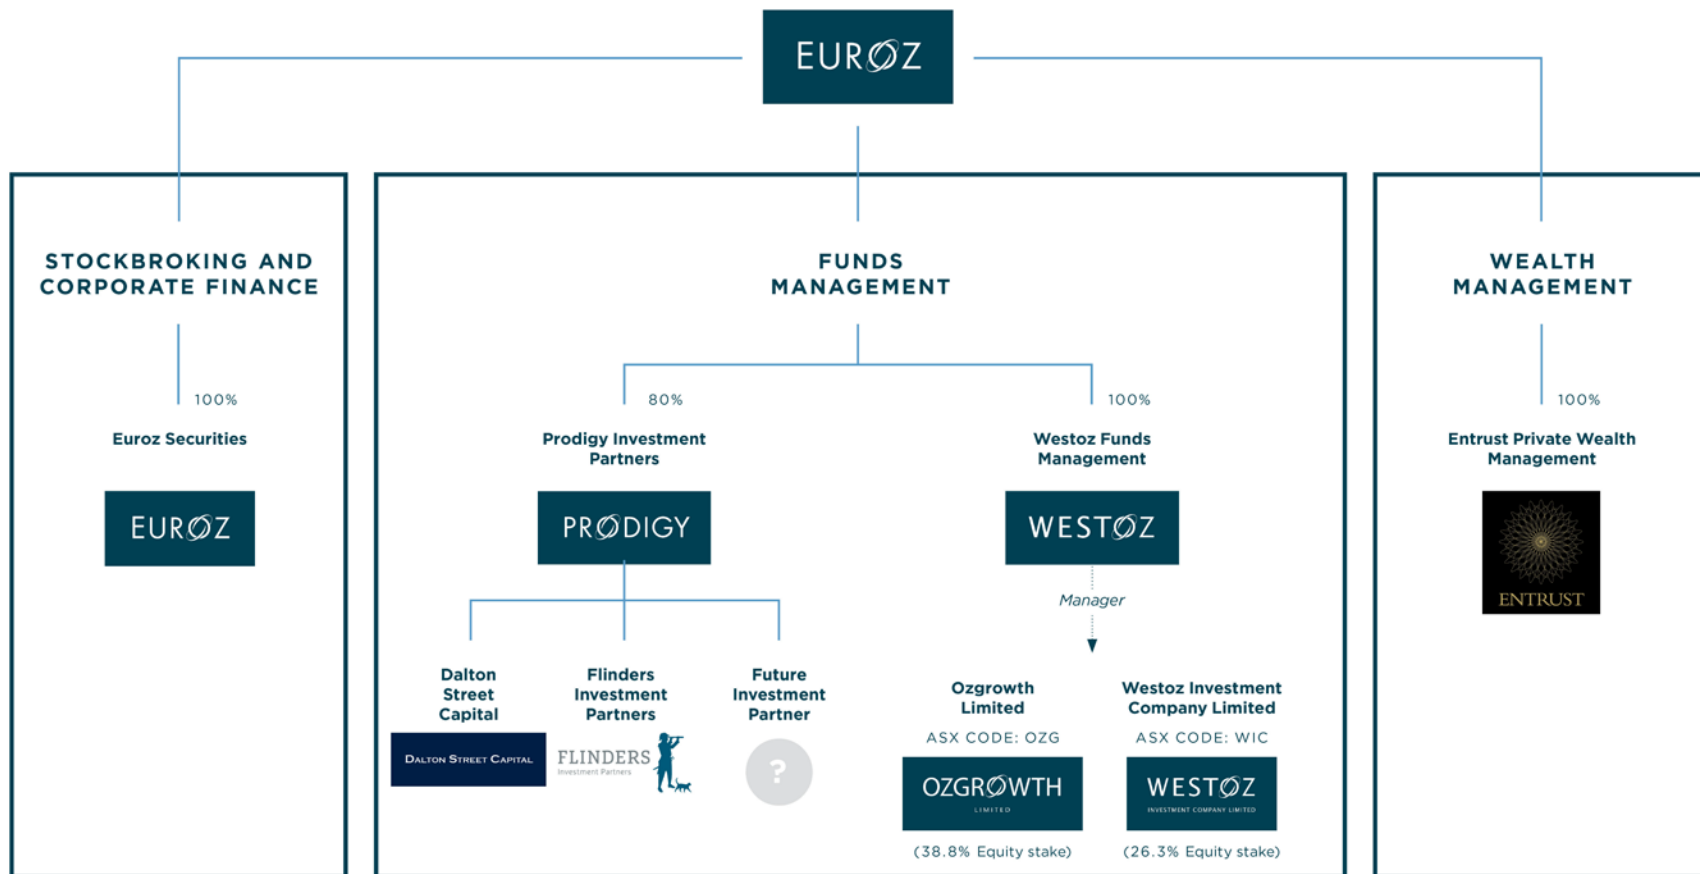 EUROZ
STOCKBROKING AND
CORPORATE FINANCE
100%
Euroz Securities
EUROZ
FUNDS
MANAGEMENT
80%
Prodigy Investment
Partners
PRODIGY
Dalton
Street
Capital
DALTON STREET CAPITAL
Flinders
Investment
Partners
FLINDERS
Investment Partners
Future
Investment
Partner
?
100%
Westoz Funds
Management
WESTOZ
Manager
Ozgrowth
Limited
ASX CODE: OZG
OZGROWTH
LIMITED
(38.8% Equity stake)
Westoz Investment
Company Limited
ASX CODE: WIC
WESTOZ
INVESTMENT COMPANY LIMITED
(26.3% Equity stake)
WEALTH
MANAGEMENT
100%
Entrust Private Wealth
Management
ENTRUST